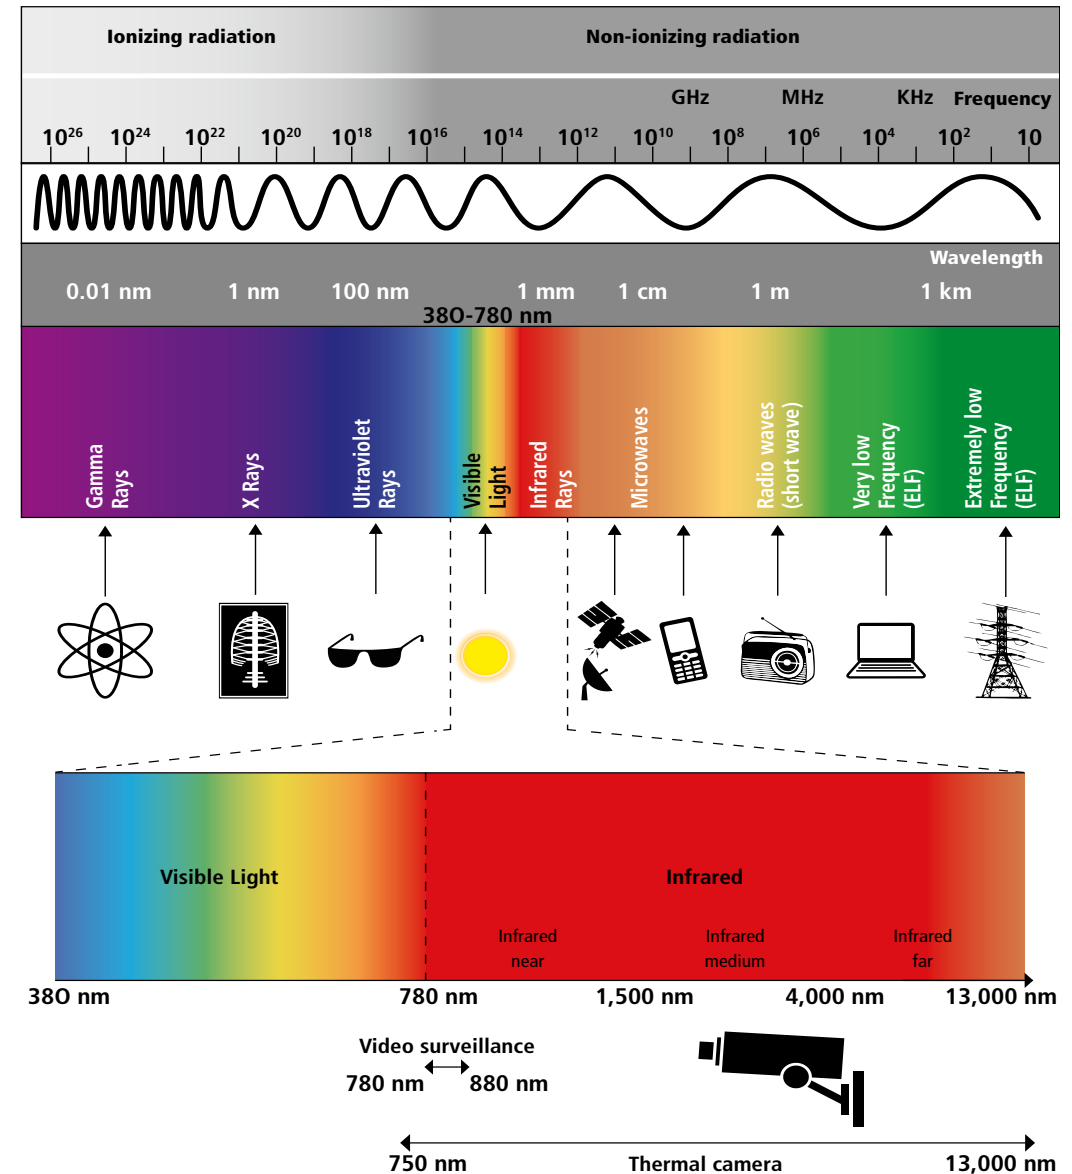 Ionizing radiation
Non-ionizing radiation
GHz MHz KHz Frequency
10²⁶ 10²⁴ 10²² 10²⁰ 10¹⁸ 10¹⁶ 10¹⁴ 10¹² 10¹⁰ 10⁸ 10⁶ 10⁴ 10² 10
Wavelength
0.01 nm 1 nm 100 nm 1 mm 1 cm 1 m 1 km
380-780 nm
Gamma
Rays
X Rays
Ultraviolet
Rays
Visible
Light
Infrared
Rays
Microwaves
Radio waves
(short wave)
Very low
Frequency
(ELF)
Extremely low
Frequency
(ELF)
Visible Light
Infrared
Infrared
near
Infrared
medium
Infrared
far
380 nm 780 nm 1,500 nm 4,000 nm 13,000 nm
Video surveillance
780 nm 880 nm
750 nm Thermal camera 13,000 nm